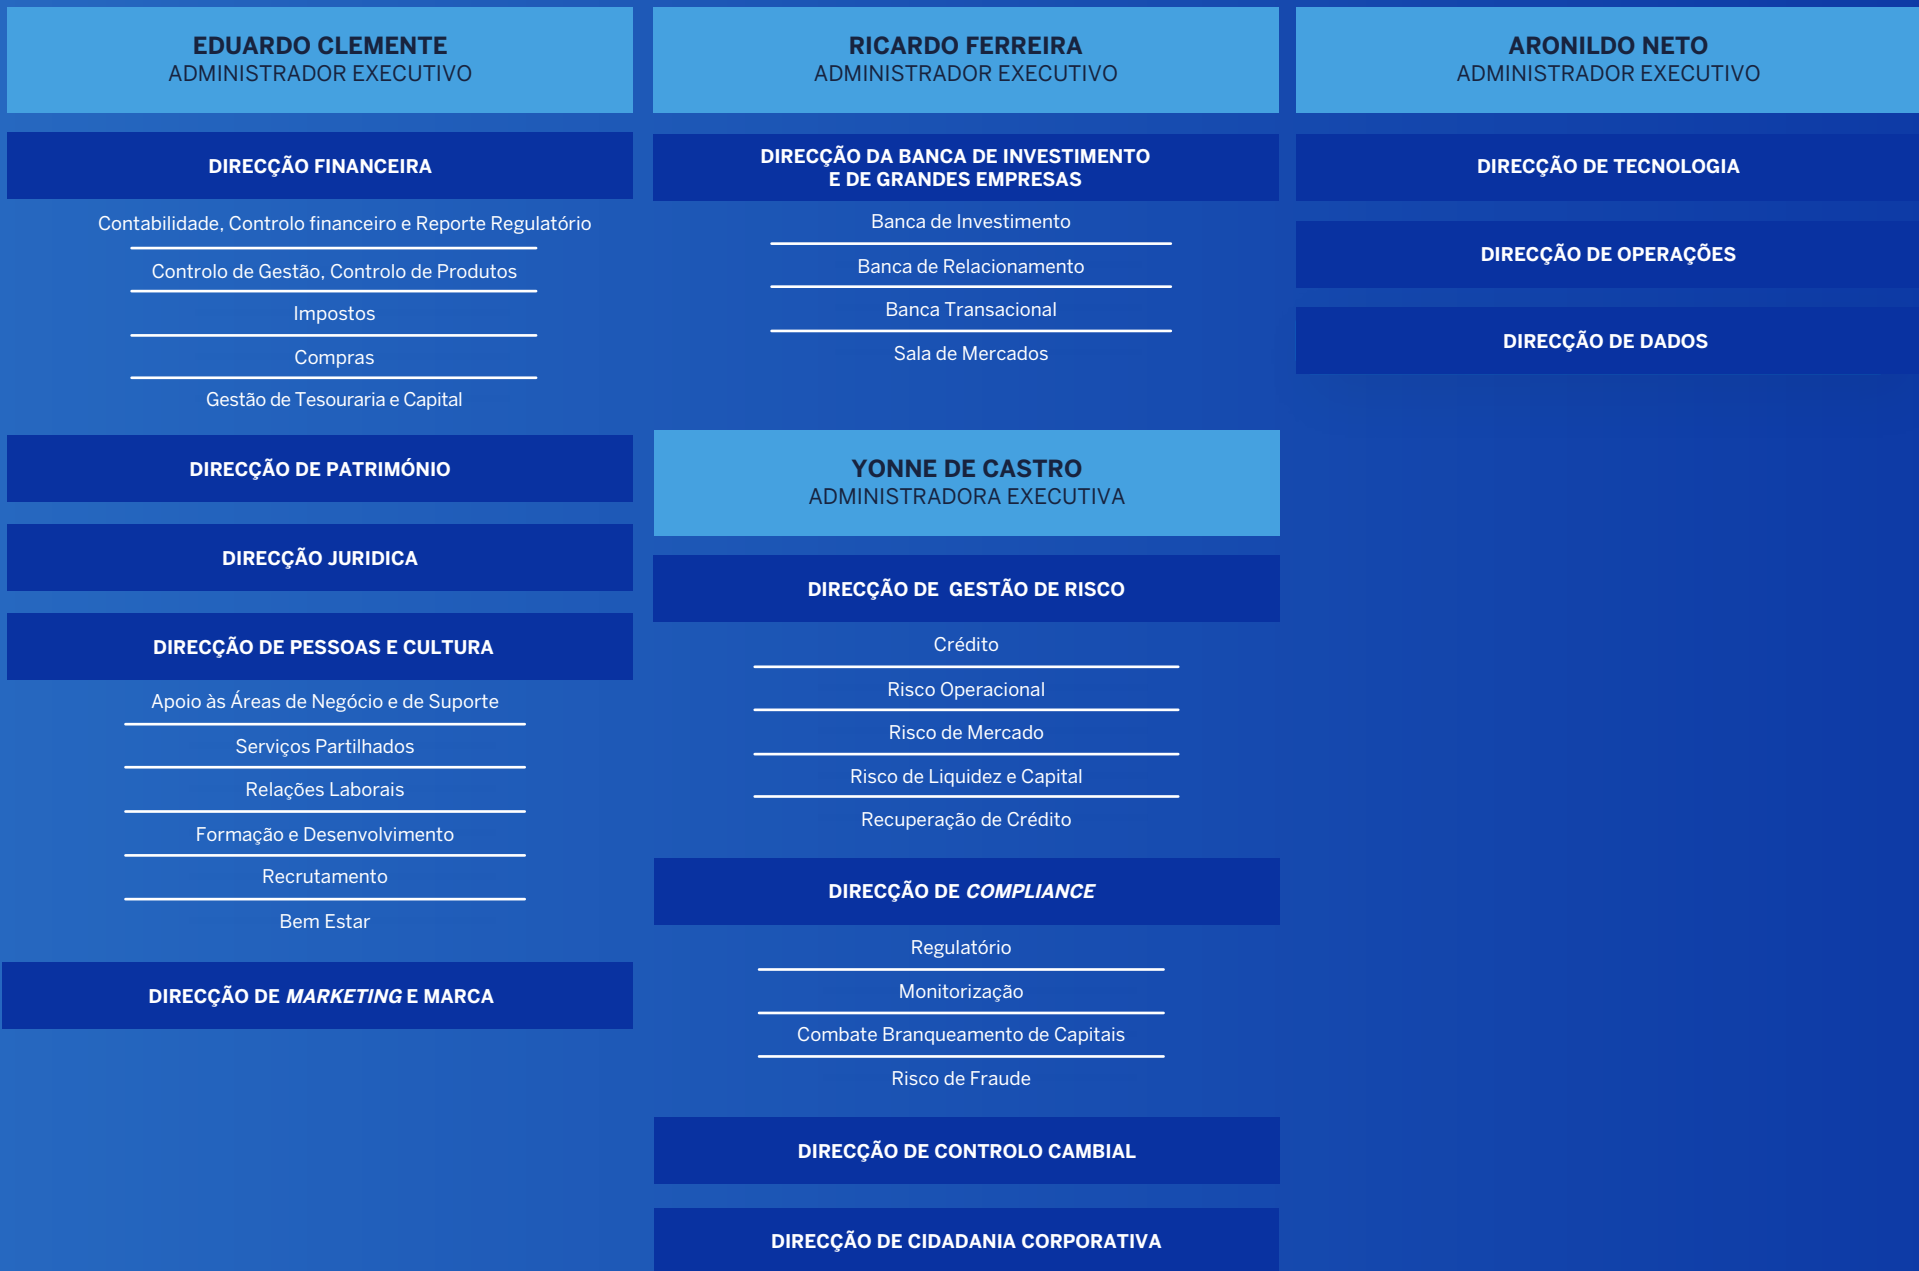 EDUARDO CLEMENTE
ADMINISTRADOR EXECUTIVO
DIRECÇÃO FINANCEIRA
Contabilidade, Controlo financeiro e Reporte Regulatório
Controlo de Gestão, Controlo de Produtos
Impostos
Compras
Gestão de Tesouraria e Capital
DIRECÇÃO DE PATRIMÓNIO
DIRECÇÃO JURIDICA
DIRECÇÃO DE PESSOAS E CULTURA
Apoio às Áreas de Negócio e de Suporte
Serviços Partilhados
Relações Laborais
Formação e Desenvolvimento
Recrutamento
Bem Estar
DIRECÇÃO DE MARKETING E MARCA
RICARDO FERREIRA
ADMINISTRADOR EXECUTIVO
DIRECÇÃO DA BANCA DE INVESTIMENTO
E DE GRANDES EMPRESAS
Banca de Investimento
Banca de Relacionamento
Banca Transacional
Sala de Mercados
YONNE DE CASTRO
ADMINISTRADORA EXECUTIVA
DIRECÇÃO DE GESTÃO DE RISCO
Crédito
Risco Operacional
Risco de Mercado
Risco de Liquidez e Capital
Recuperação de Crédito
DIRECÇÃO DE COMPLIANCE
Regulatório
Monitorização
Combate Branqueamento de Capitais
Risco de Fraude
DIRECÇÃO DE CONTROLO CAMBIAL
DIRECÇÃO DE CIDADANIA CORPORATIVA
ARONILDO NETO
ADMINISTRADOR EXECUTIVO
DIRECÇÃO DE TECNOLOGIA
DIRECÇÃO DE OPERAÇÕES
DIRECÇÃO DE DADOS